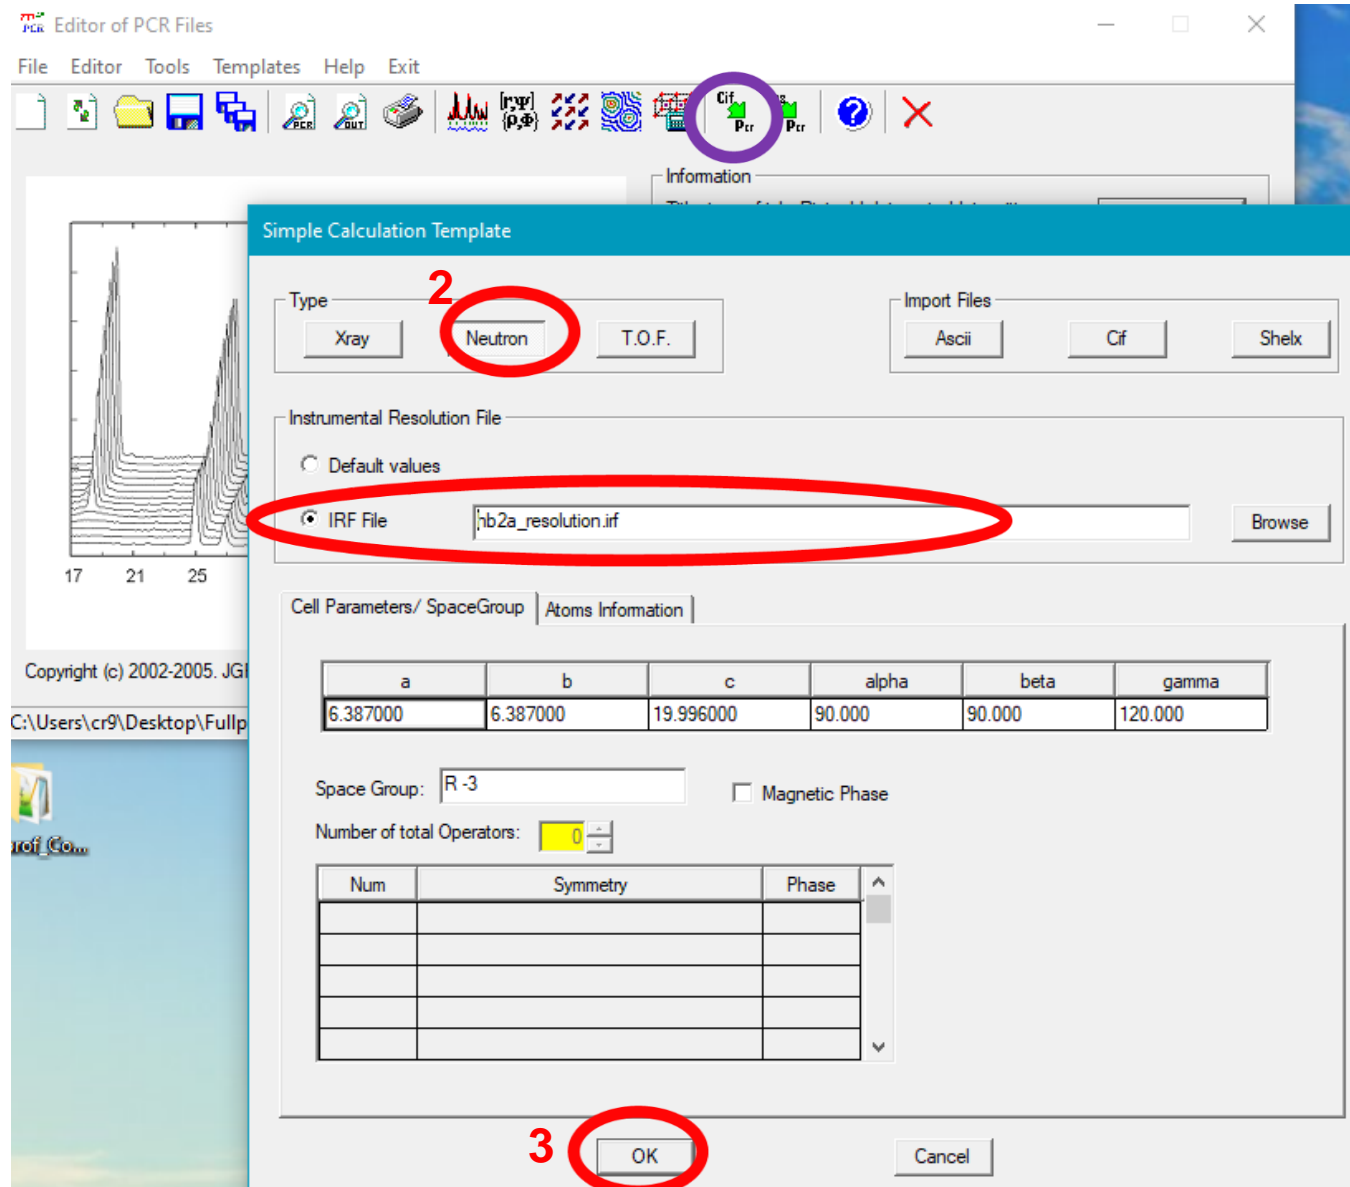 Editor of PCR Files
File Editor Tools Templates Help Exit
PCR OUT [r;ψ] {ρ,Φ} Cif Pcr Pcr
Information
Simple Calculation Template
2
Type
Import Files
Xray Neutron T.O.F. Ascii Cif Shelx
Instrumental Resolution File
Default values
IRF File hb2a_resolution.irf Browse
17 21 25
Cell Parameters/ SpaceGroup Atoms Information
Copyright (c) 2002-2005. JG
a b c alpha beta gamma
6.387000 6.387000 19.996000 90.000 90.000 120.000
C:\Users\cr9\Desktop\Fullp
Space Group: R -3 Magnetic Phase
Number of total Operators: 0
rof_Co...
Num Symmetry Phase
3 OK Cancel